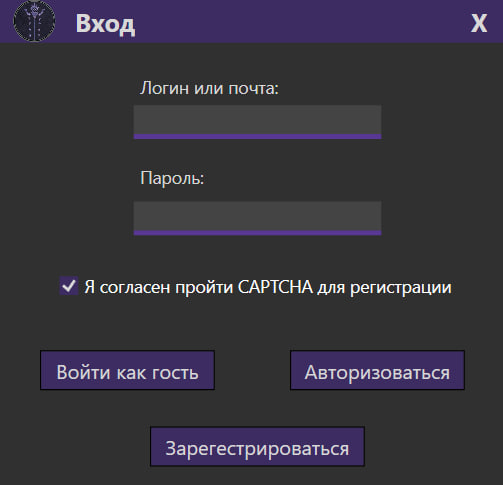 Вход X
Логин или почта:
Пароль:
Я согласен пройти CAPTCHA для регистрации
Войти как гость Авторизоваться
Зарегестрироваться